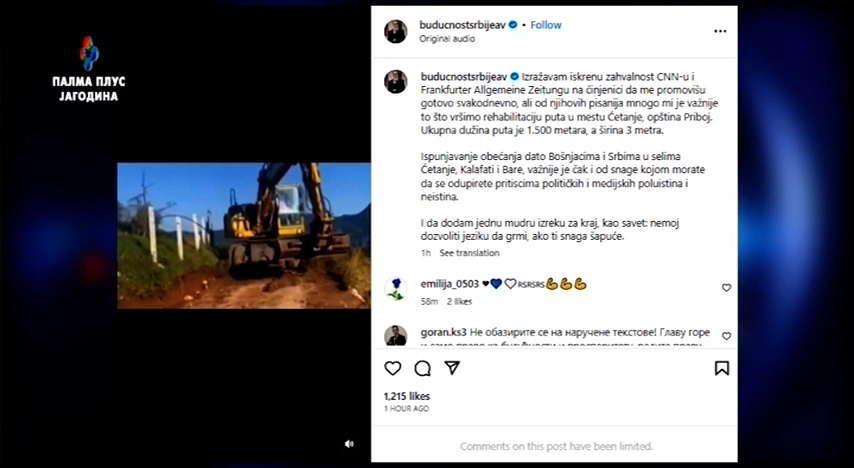 ПАЛМА ПЛУС
ЈАГОДИНА
buducnostsrbijeav • Follow
Original audio
buducnostsrbijeav Izražavam iskrenu zahvalnost CNN-u i
Frankfurter Allgemeine Zeitungu na činjenici da me promovišu
gotovo svakodnevno, ali od njihovih pisanija mnogo mi je važnije
to što vršimo rehabilitaciju puta u mestu Ćetanje, opština Priboj.
Ukupna dužina puta je 1.500 metara, a širina 3 metra.
Ispunjavanje obećanja dato Bošnjacima i Srbima u selima
Ćetanje, Kalafati i Bare, važnije je čak i od snage kojom morate
da se odupirete pritiscima političkih i medijskih poluistina i
neistina.
I da dodam jednu mudru izreku za kraj, kao savet: nemoj
dozvoliti jeziku da grmi, ako ti snaga šapuće.
1h See translation
emilija_0503 ❤💙🤍RSRSRS💪💪💪
58m 2 likes
goran.ks3 Не обазирите се на наручене текстове! Главу горе
1,215 likes
1 HOUR AGO
Comments on this post have been limited.